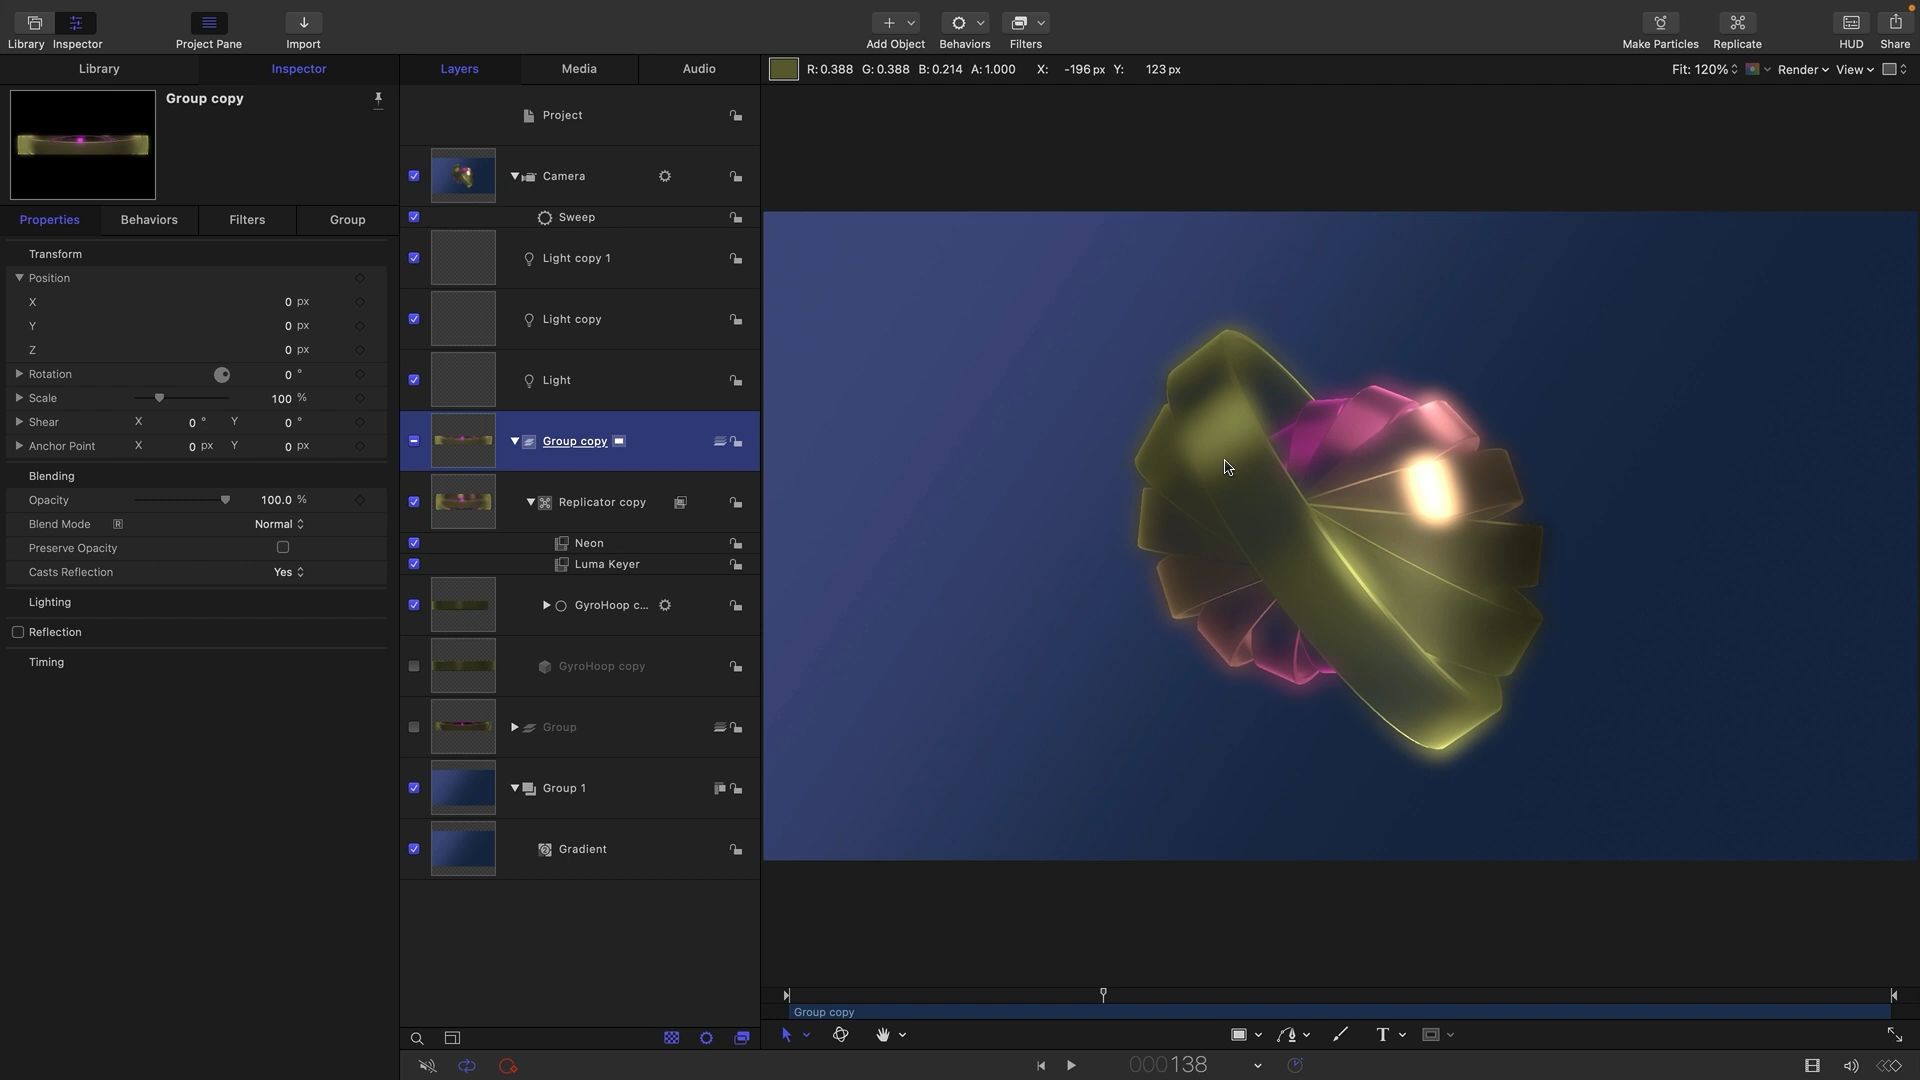 Library Inspector Project Pane Import Add Object Behaviors Filters Make Particles Replicate HUD Share
Library Inspector
Group copy
Properties Behaviors Filters Group
Transform
Position
X 0 px
Y 0 px
Z 0 px
Rotation 0 °
Scale 100 %
Shear X 0 ° Y 0 °
Anchor Point X 0 px Y 0 px
Blending
Opacity 100.0 %
Blend Mode R Normal
Preserve Opacity
Casts Reflection Yes
Lighting
Reflection
Timing
Layers Media Audio
Project
Camera
Sweep
Light copy 1
Light copy
Light
Group copy
Replicator copy
Neon
Luma Keyer
GyroHoop c...
GyroHoop copy
Group
Group 1
Gradient
R: 0.388 G: 0.388 B: 0.214 A: 1.000 X: -196 px Y: 123 px Fit: 120% Render View
Group copy
T
000138